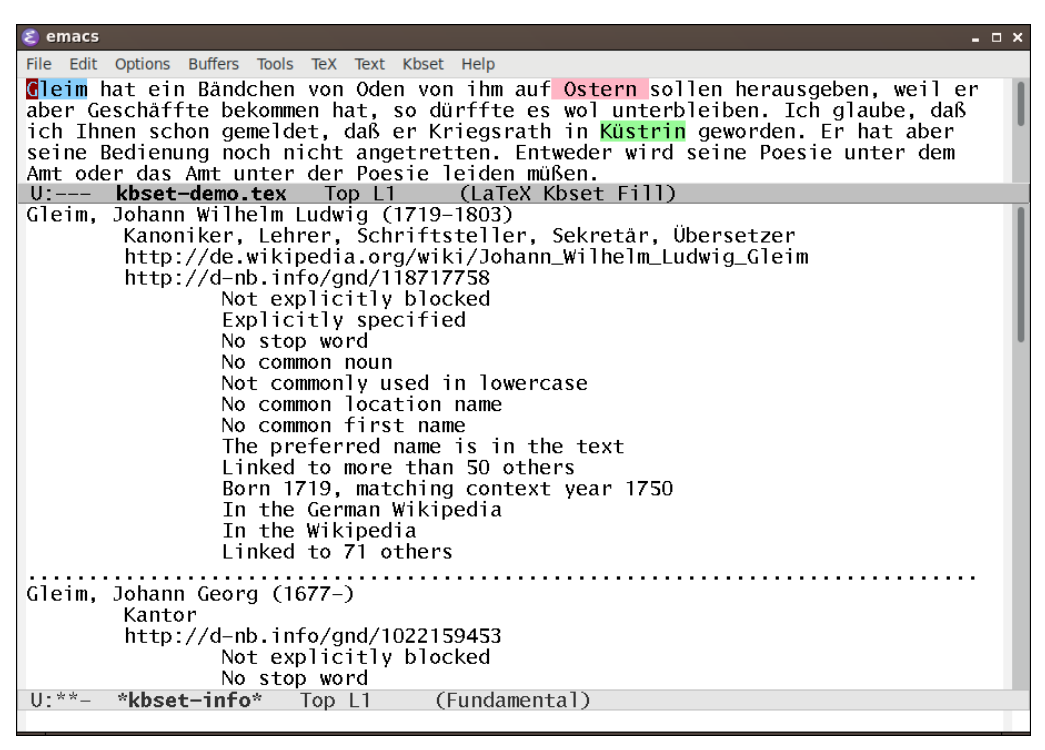 emacs
File Edit Options Buffers Tools TeX Text Kbset Help
Gleim hat ein Bändchen von Oden von ihm auf Ostern sollen herausgeben, weil er
aber Geschäffte bekommen hat, so dürffte es wol unterbleiben. Ich glaube, daß
ich Ihnen schon gemeldet, daß er Kriegsrath in Küstrin geworden. Er hat aber
seine Bedienung noch nicht angetretten. Entweder wird seine Poesie unter dem
Amt oder das Amt unter der Poesie leiden müßen.
U:--- kbset-demo.tex Top L1 (LaTeX Kbset Fill)
Gleim, Johann Wilhelm Ludwig (1719-1803)
Kanoniker, Lehrer, Schriftsteller, Sekretär, Übersetzer
http://de.wikipedia.org/wiki/Johann_Wilhelm_Ludwig_Gleim
http://d-nb.info/gnd/118717758
Not explicitly blocked
Explicitly specified
No stop word
No common noun
Not commonly used in lowercase
No common location name
No common first name
The preferred name is in the text
Linked to more than 50 others
Born 1719, matching context year 1750
In the German Wikipedia
In the Wikipedia
Linked to 71 others
..............................................................................
Gleim, Johann Georg (1677-)
Kantor
http://d-nb.info/gnd/1022159453
Not explicitly blocked
No stop word
U:**- *kbset-info* Top L1 (Fundamental)